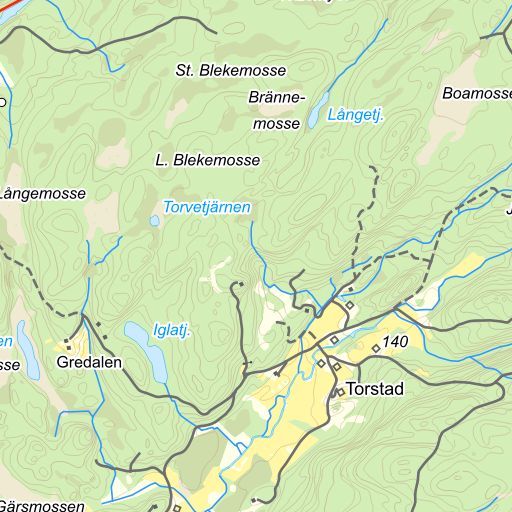 St. Blekemosse
Bränne-
mosse
Långetj.
Boamosse
L. Blekemosse
Långemosse
Torvetjärnen
Iglatj.
Gredalen
140
Torstad
Gärsmossen